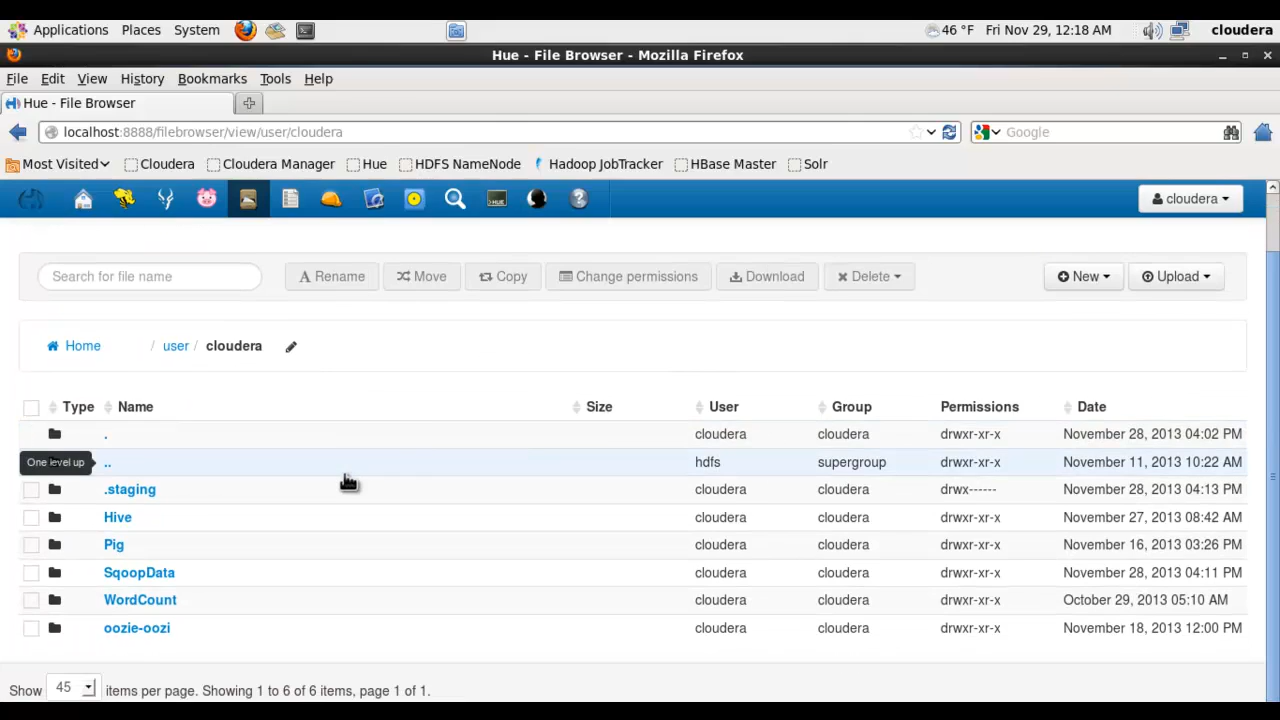 Applications Places System 46 °F Fri Nov 29, 12:18 AM cloudera
Hue - File Browser - Mozilla Firefox
File Edit View History Bookmarks Tools Help
Hue - File Browser
localhost:8888/filebrowser/view/user/cloudera Google
Most Visited Cloudera Cloudera Manager Hue HDFS NameNode Hadoop JobTracker HBase Master Solr
>HUE cloudera
Search for file name Rename Move Copy Change permissions Download Delete New Upload
Home / user / cloudera
Type Name Size User Group Permissions Date
. cloudera cloudera drwxr-xr-x November 28, 2013 04:02 PM
One level up .. hdfs supergroup drwxr-xr-x November 11, 2013 10:22 AM
.staging cloudera cloudera drwx------ November 28, 2013 04:13 PM
Hive cloudera cloudera drwxr-xr-x November 27, 2013 08:42 AM
Pig cloudera cloudera drwxr-xr-x November 16, 2013 03:26 PM
SqoopData cloudera cloudera drwxr-xr-x November 28, 2013 04:11 PM
WordCount cloudera cloudera drwxr-xr-x October 29, 2013 05:10 AM
oozie-oozi cloudera cloudera drwxr-xr-x November 18, 2013 12:00 PM
Show 45 items per page. Showing 1 to 6 of 6 items, page 1 of 1.